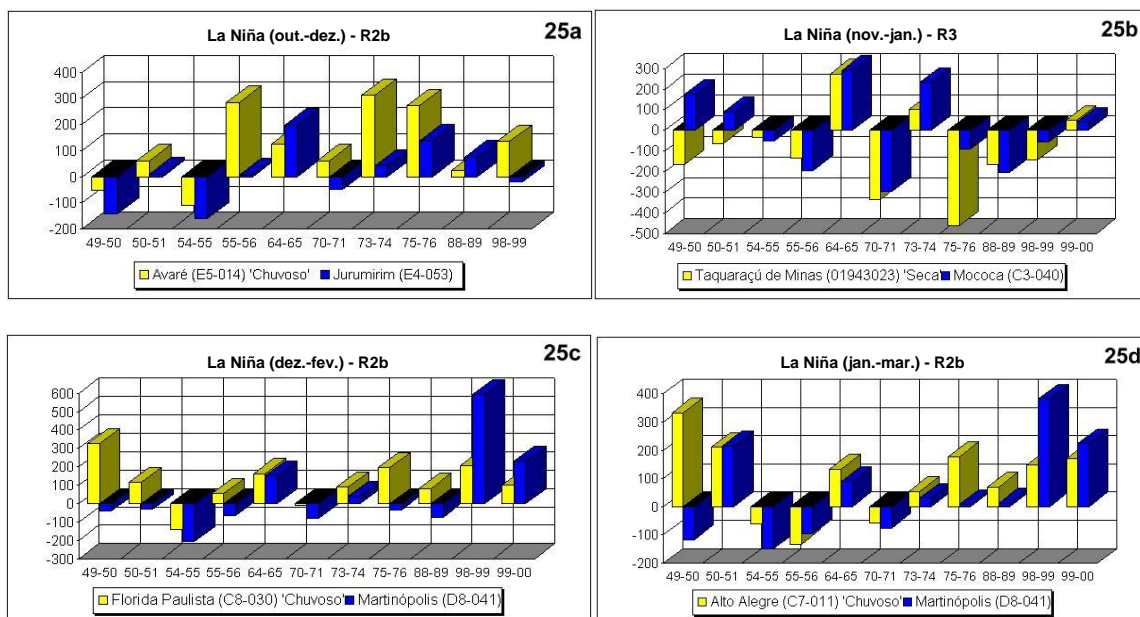 La Niña (out.-dez.) - R2b
25a
400
300
200
100
0
-100
-200
49-50 50-51 54-55 55-56 64-65 70-71 73-74 75-76 88-89 98-99
Avaré (E5-014) 'Chuvoso' Jurumirim (E4-053)
La Niña (nov.-jan.) - R3
25b
300
200
100
0
-100
-200
-300
-400
-500
49-50 50-51 54-55 55-56 64-65 70-71 73-74 75-76 88-89 98-99 99-00
Taquaraçú de Minas (01943023) 'Seca' Mococa (C3-040)
La Niña (dez.-fev.) - R2b
25c
600
500
400
300
200
100
0
-100
-200
-300
49-50 50-51 54-55 55-56 64-65 70-71 73-74 75-76 88-89 98-99 99-00
Florida Paulista (C8-030) 'Chuvoso' Martinópolis (D8-041)
La Niña (jan.-mar.) - R2b
25d
400
300
200
100
0
-100
-200
49-50 50-51 54-55 55-56 64-65 70-71 73-74 75-76 88-89 98-99 99-00
Alto Alegre (C7-011) 'Chuvoso' Martinópolis (D8-041)